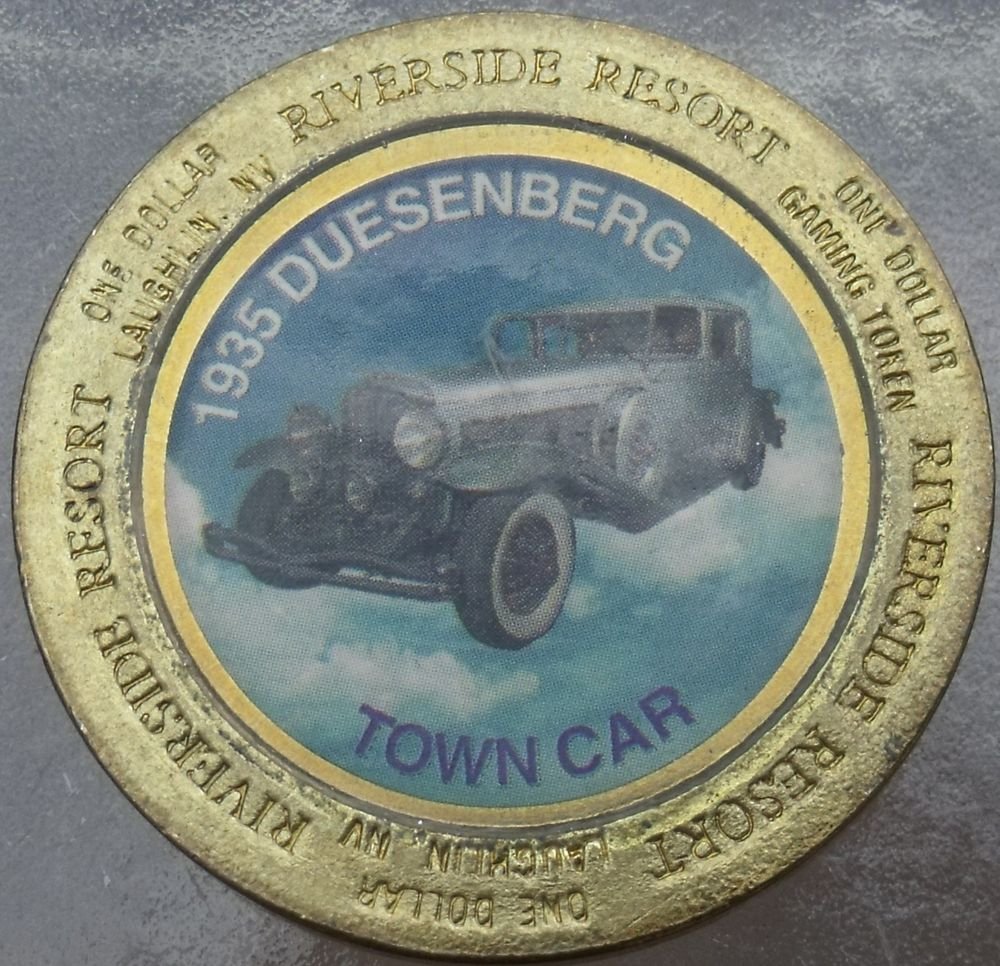 RIVERSIDE RESORT
ONT DOLLAR
GAMING TOKEN
RIVERSIDE RESORT
ONE DOLLAR
LAUGHLIN, NV
RIVERSIDE RESORT
ONE DOLLAR
LAUGHLIN, NV
1935 DUESENBERG
TOWN CAR